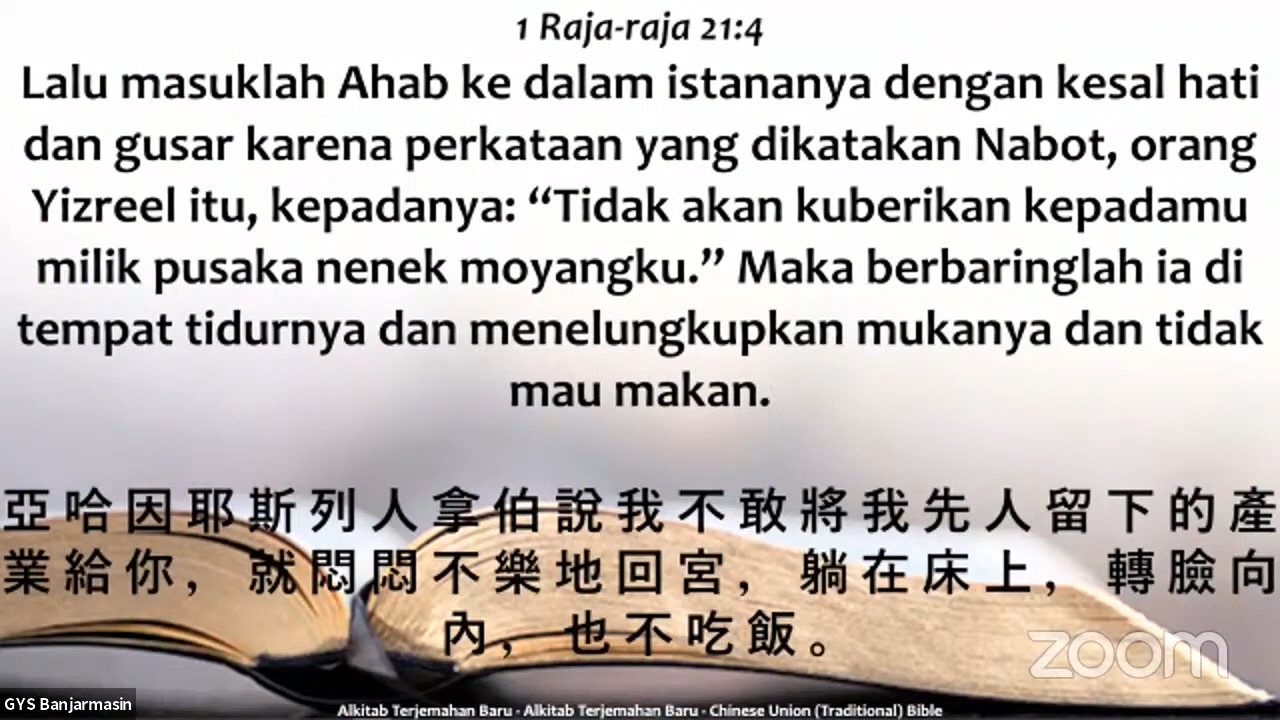 1 Raja-raja 21:4
Lalu masuklah Ahab ke dalam istananya dengan kesal hati
dan gusar karena perkataan yang dikatakan Nabot, orang
Yizreel itu, kepadanya: “Tidak akan kuberikan kepadamu
milik pusaka nenek moyangku.” Maka berbaringlah ia di
tempat tidurnya dan menelungkupkan mukanya dan tidak
mau makan.
亞哈因耶斯列人拿伯說我不敢將我先人留下的產
業給你，就悶悶不樂地回宮，躺在床上，轉臉向
內，也不吃飯。
zoom
GYS Banjarmasin
Alkitab Terjemahan Baru - Alkitab Terjemahan Baru - Chinese Union (Traditional) Bible